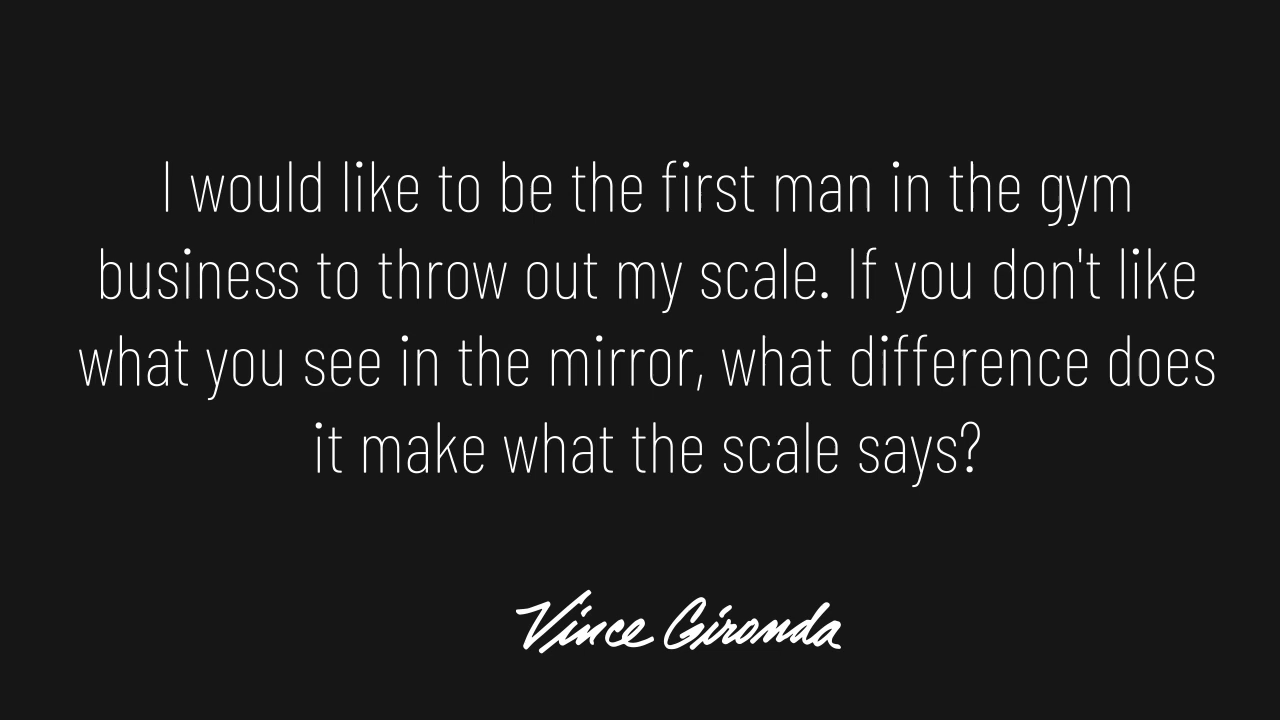 I would like to be the first man in the gym
business to throw out my scale. If you don't like
what you see in the mirror, what difference does
it make what the scale says?
Vince Gironda